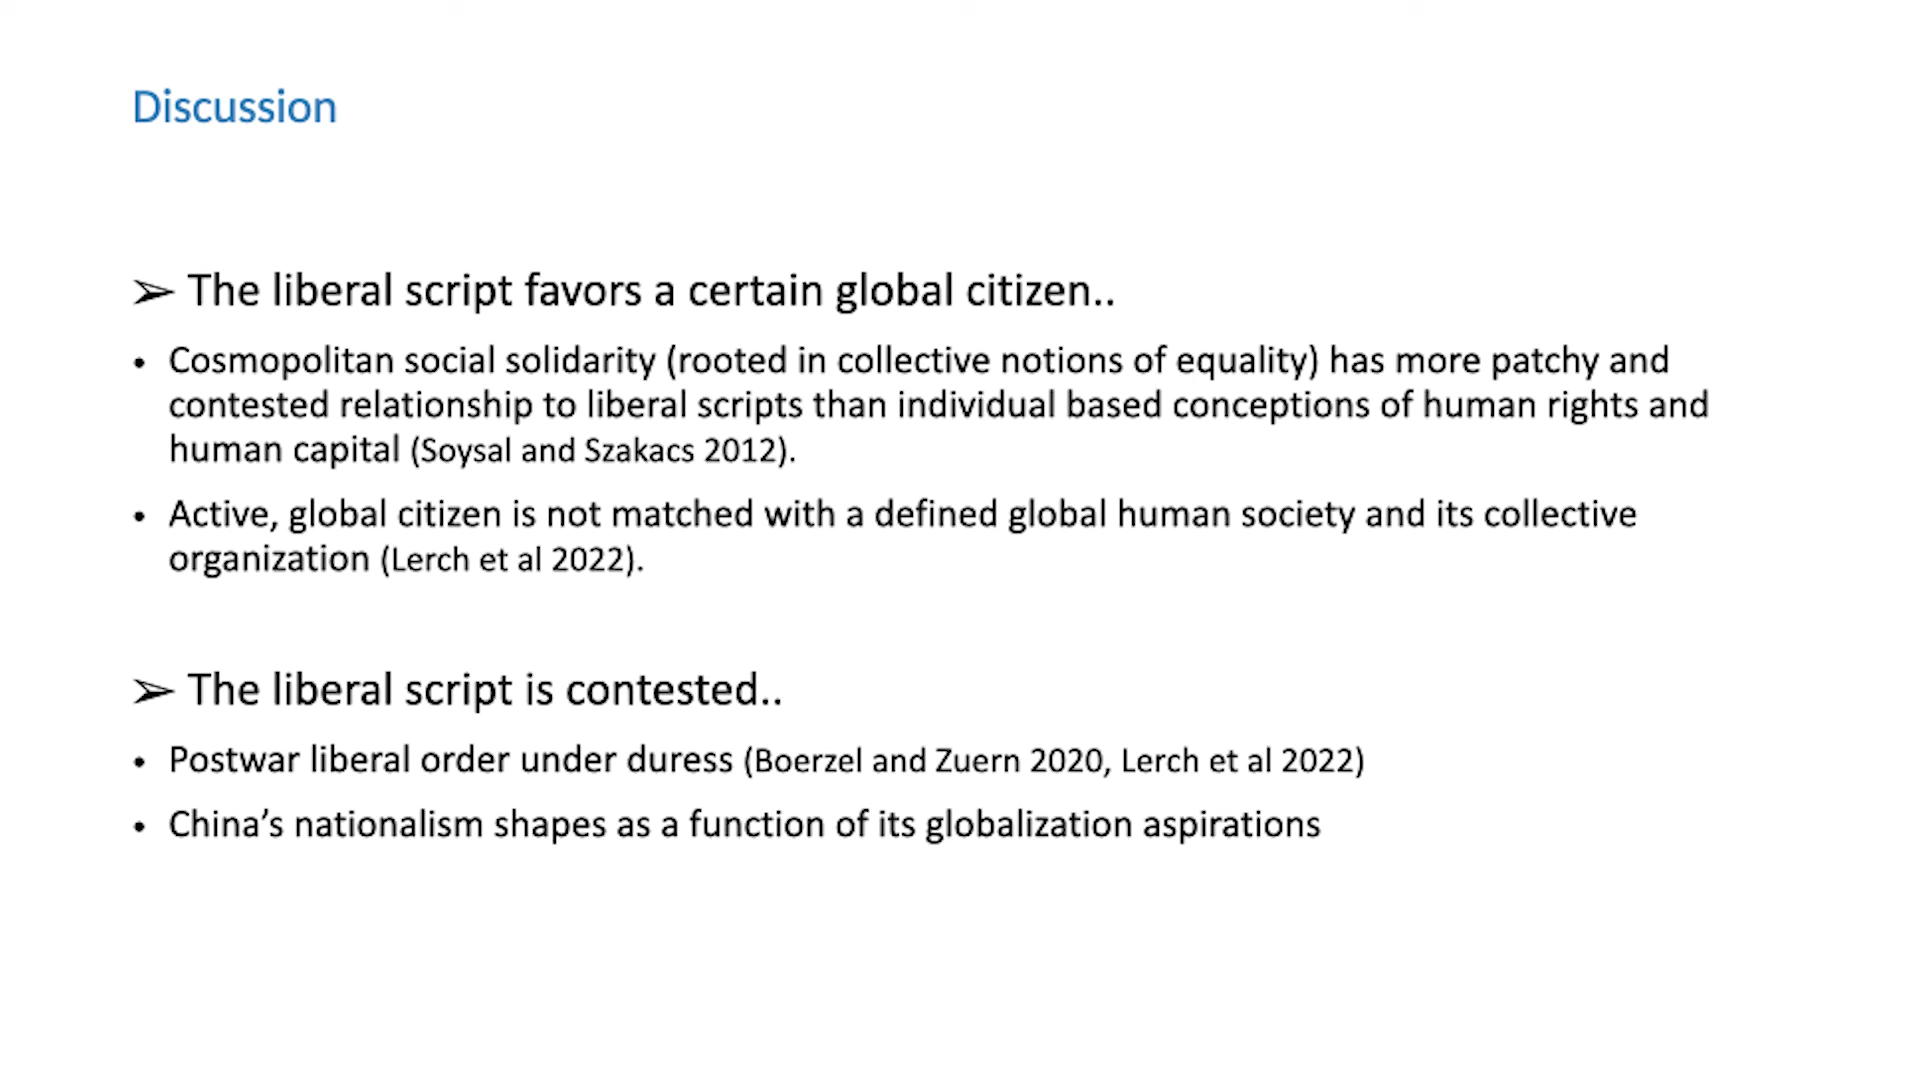 Discussion
➢ The liberal script favors a certain global citizen..
• Cosmopolitan social solidarity (rooted in collective notions of equality) has more patchy and
contested relationship to liberal scripts than individual based conceptions of human rights and
human capital (Soysal and Szakacs 2012).
• Active, global citizen is not matched with a defined global human society and its collective
organization (Lerch et al 2022).
➢ The liberal script is contested..
• Postwar liberal order under duress (Boerzel and Zuern 2020, Lerch et al 2022)
• China’s nationalism shapes as a function of its globalization aspirations